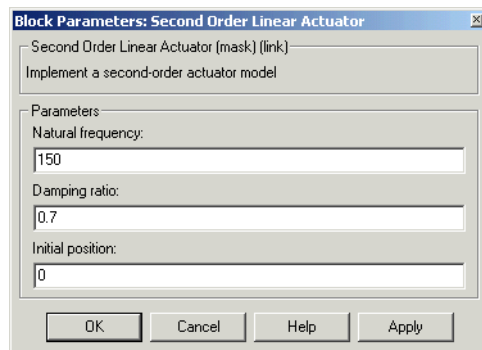 Block Parameters: Second Order Linear Actuator
Second Order Linear Actuator (mask) (link)
Implement a second-order actuator model
Parameters
Natural frequency:
150
Damping ratio:
0.7
Initial position:
0
OK Cancel Help Apply